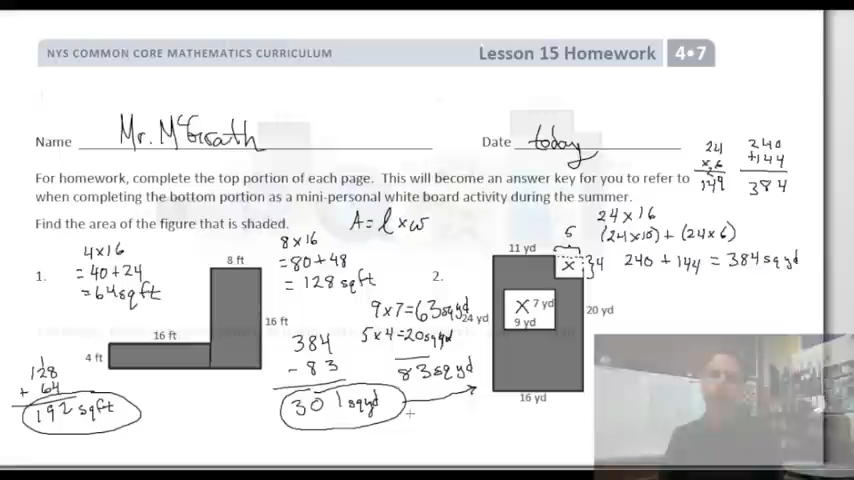 NYS COMMON CORE MATHEMATICS CURRICULUM
Lesson 15 Homework 4•7
Name Mr. McGrath
Date today
For homework, complete the top portion of each page. This will become an answer key for you to refer to
when completing the bottom portion as a mini-personal white board activity during the summer.
Find the area of the figure that is shaded.
A = l x w
1.
4 x 16
= 40 + 24
= 64 sq ft
8 ft
16 ft
16 ft
4 ft
128
+ 64
192 sq ft
8 x 16
= 80 + 48
= 128 sq ft
2.
9 x 7 = 63 sq yd
5 x 4 = 20 sq yd
83 sq yd
384
- 83
301 sq yd
24 x 16
(24 x 10) + (24 x 6)
240 + 144 = 384 sq yd
24
x 6
144
240
+ 144
384
11 yd
5
x
4
24 yd
x 7 yd
9 yd
20 yd
16 yd